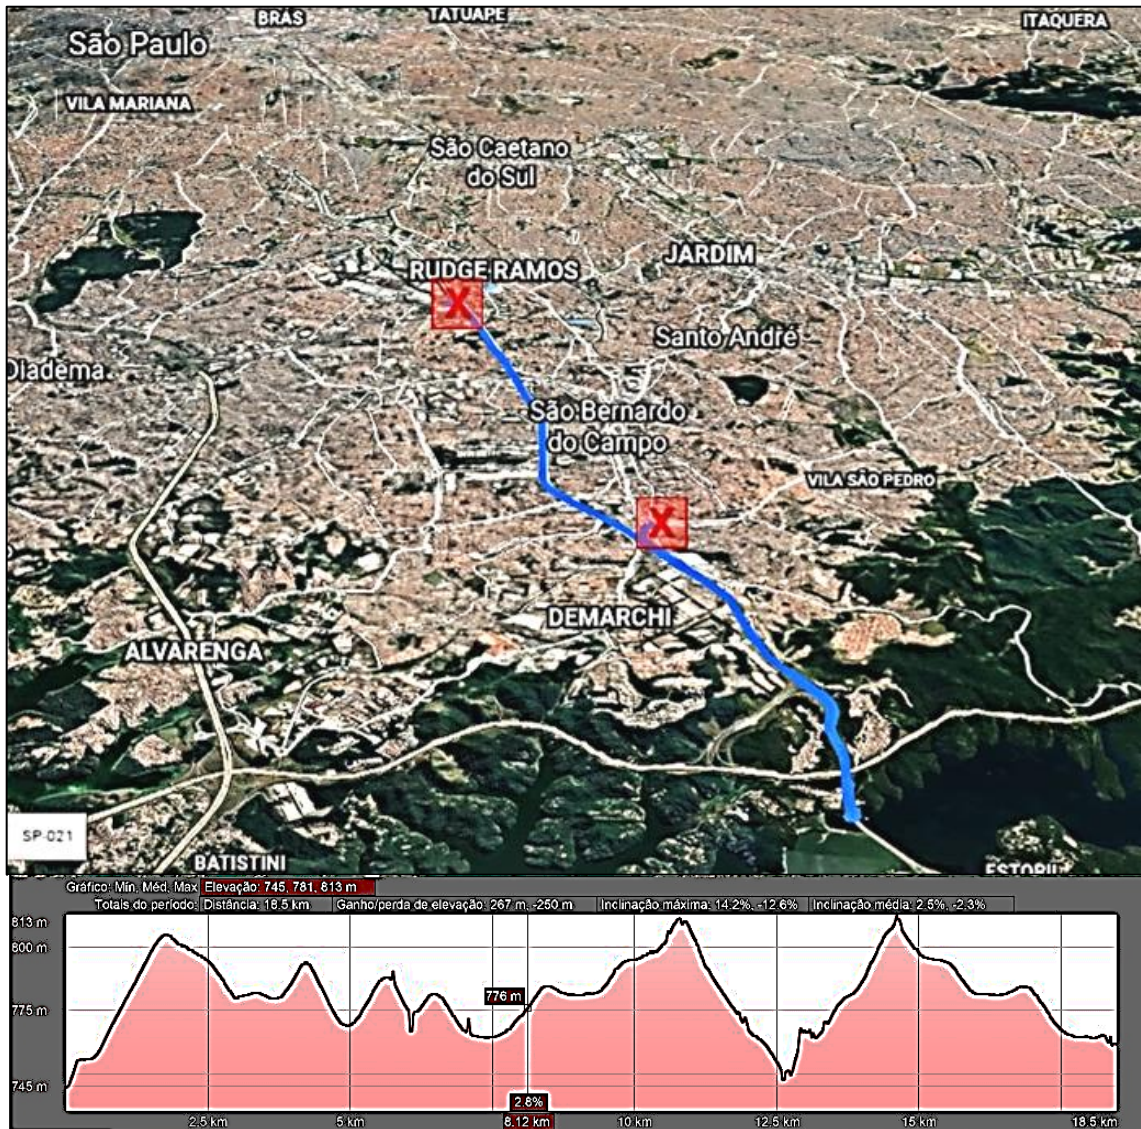 BRÁS
TATUAPÉ
ITAQUERA
São Paulo
VILA MARIANA
São Caetano
do Sul
JARDIM
RUDGE RAMOS
X
Santo André
Diadema
São Bernardo
do Campo
VILA SÃO PEDRO
X
DEMARCHI
ALVARENGA
SP-021
BATISTINI
ESTORIL
Gráfico: Mín, Méd, Máx Elevação: 745, 781, 813 m
Totais do período: Distância: 18.5 km Ganho/perda de elevação: 267 m, -250 m Inclinação máxima: 14.2%, -12.6% Inclinação média: 2.5%, -2.3%
813 m
800 m
776 m
775 m
745 m
2.8%
2.5 km 5 km 8.12 km 10 km 12.5 km 15 km 18.5 km